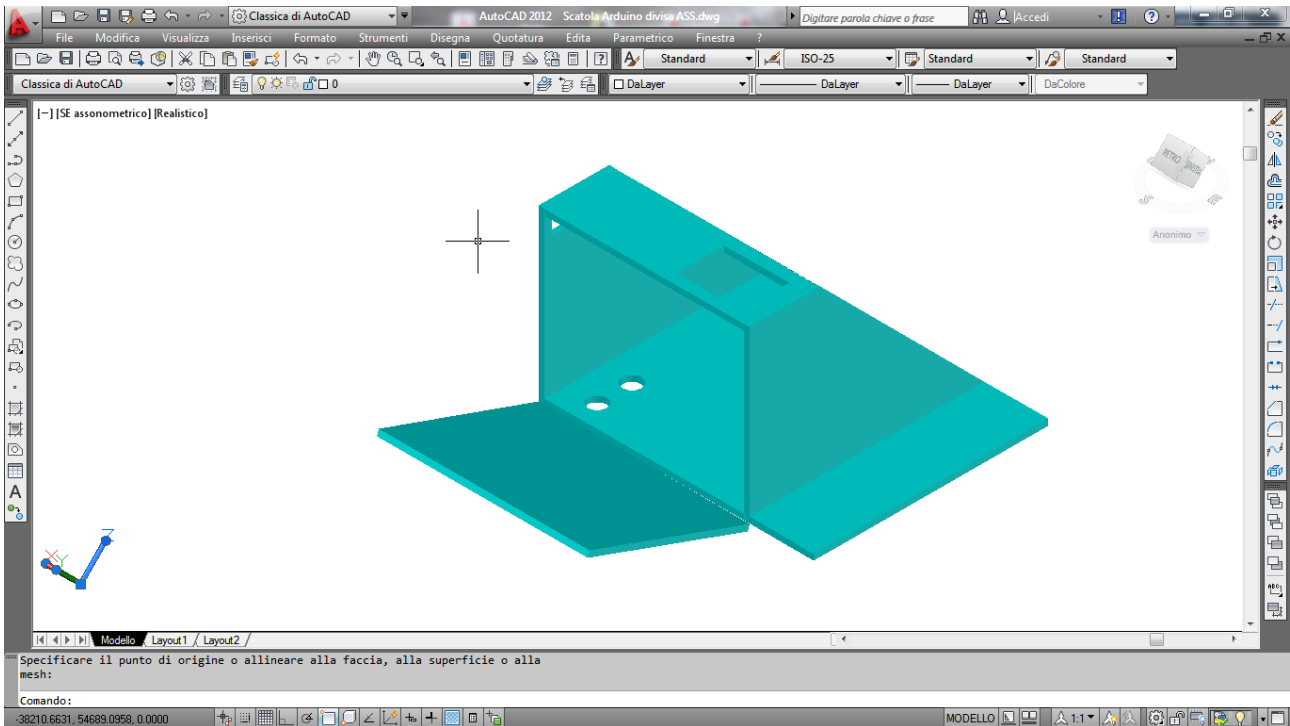 Classica di AutoCAD
AutoCAD 2012 Scatola Arduino divisa ASS.dwg
Digitare parola chiave o frase
Accedi
File Modifica Visualizza Inserisci Formato Strumenti Disegna Quotatura Edita Parametrico Finestra ?
Standard ISO-25 Standard Standard
Classica di AutoCAD 0 DaLayer DaLayer DaLayer DaColore
[−] [SE assonometrico] [Realistico]
RETRO
Anonimo
X Y Z
A
Modello Layout1 Layout2
Specificare il punto di origine o allineare alla faccia, alla superficie o alla
mesh:
Comando:
-38210.6631, 54689.0958, 0.0000 MODELLO 1:1